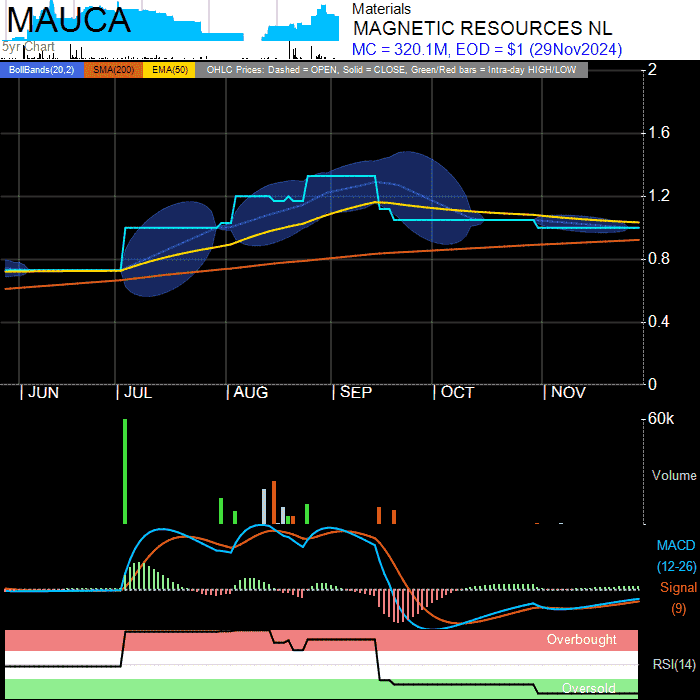 MAUCA
5yr Chart
Materials
MAGNETIC RESOURCES NL
MC = 320.1M, EOD = $1 (29Nov2024)
BollBands(20,2) SMA(200) EMA(50) OHLC Prices: Dashed = OPEN, Solid = CLOSE, Green/Red bars = Intra-day HIGH/LOW
2
1.6
1.2
0.8
0.4
0
JUN JUL AUG SEP OCT NOV
60k
Volume
MACD
(12-26)
Signal
(9)
Overbought
RSI(14)
Oversold